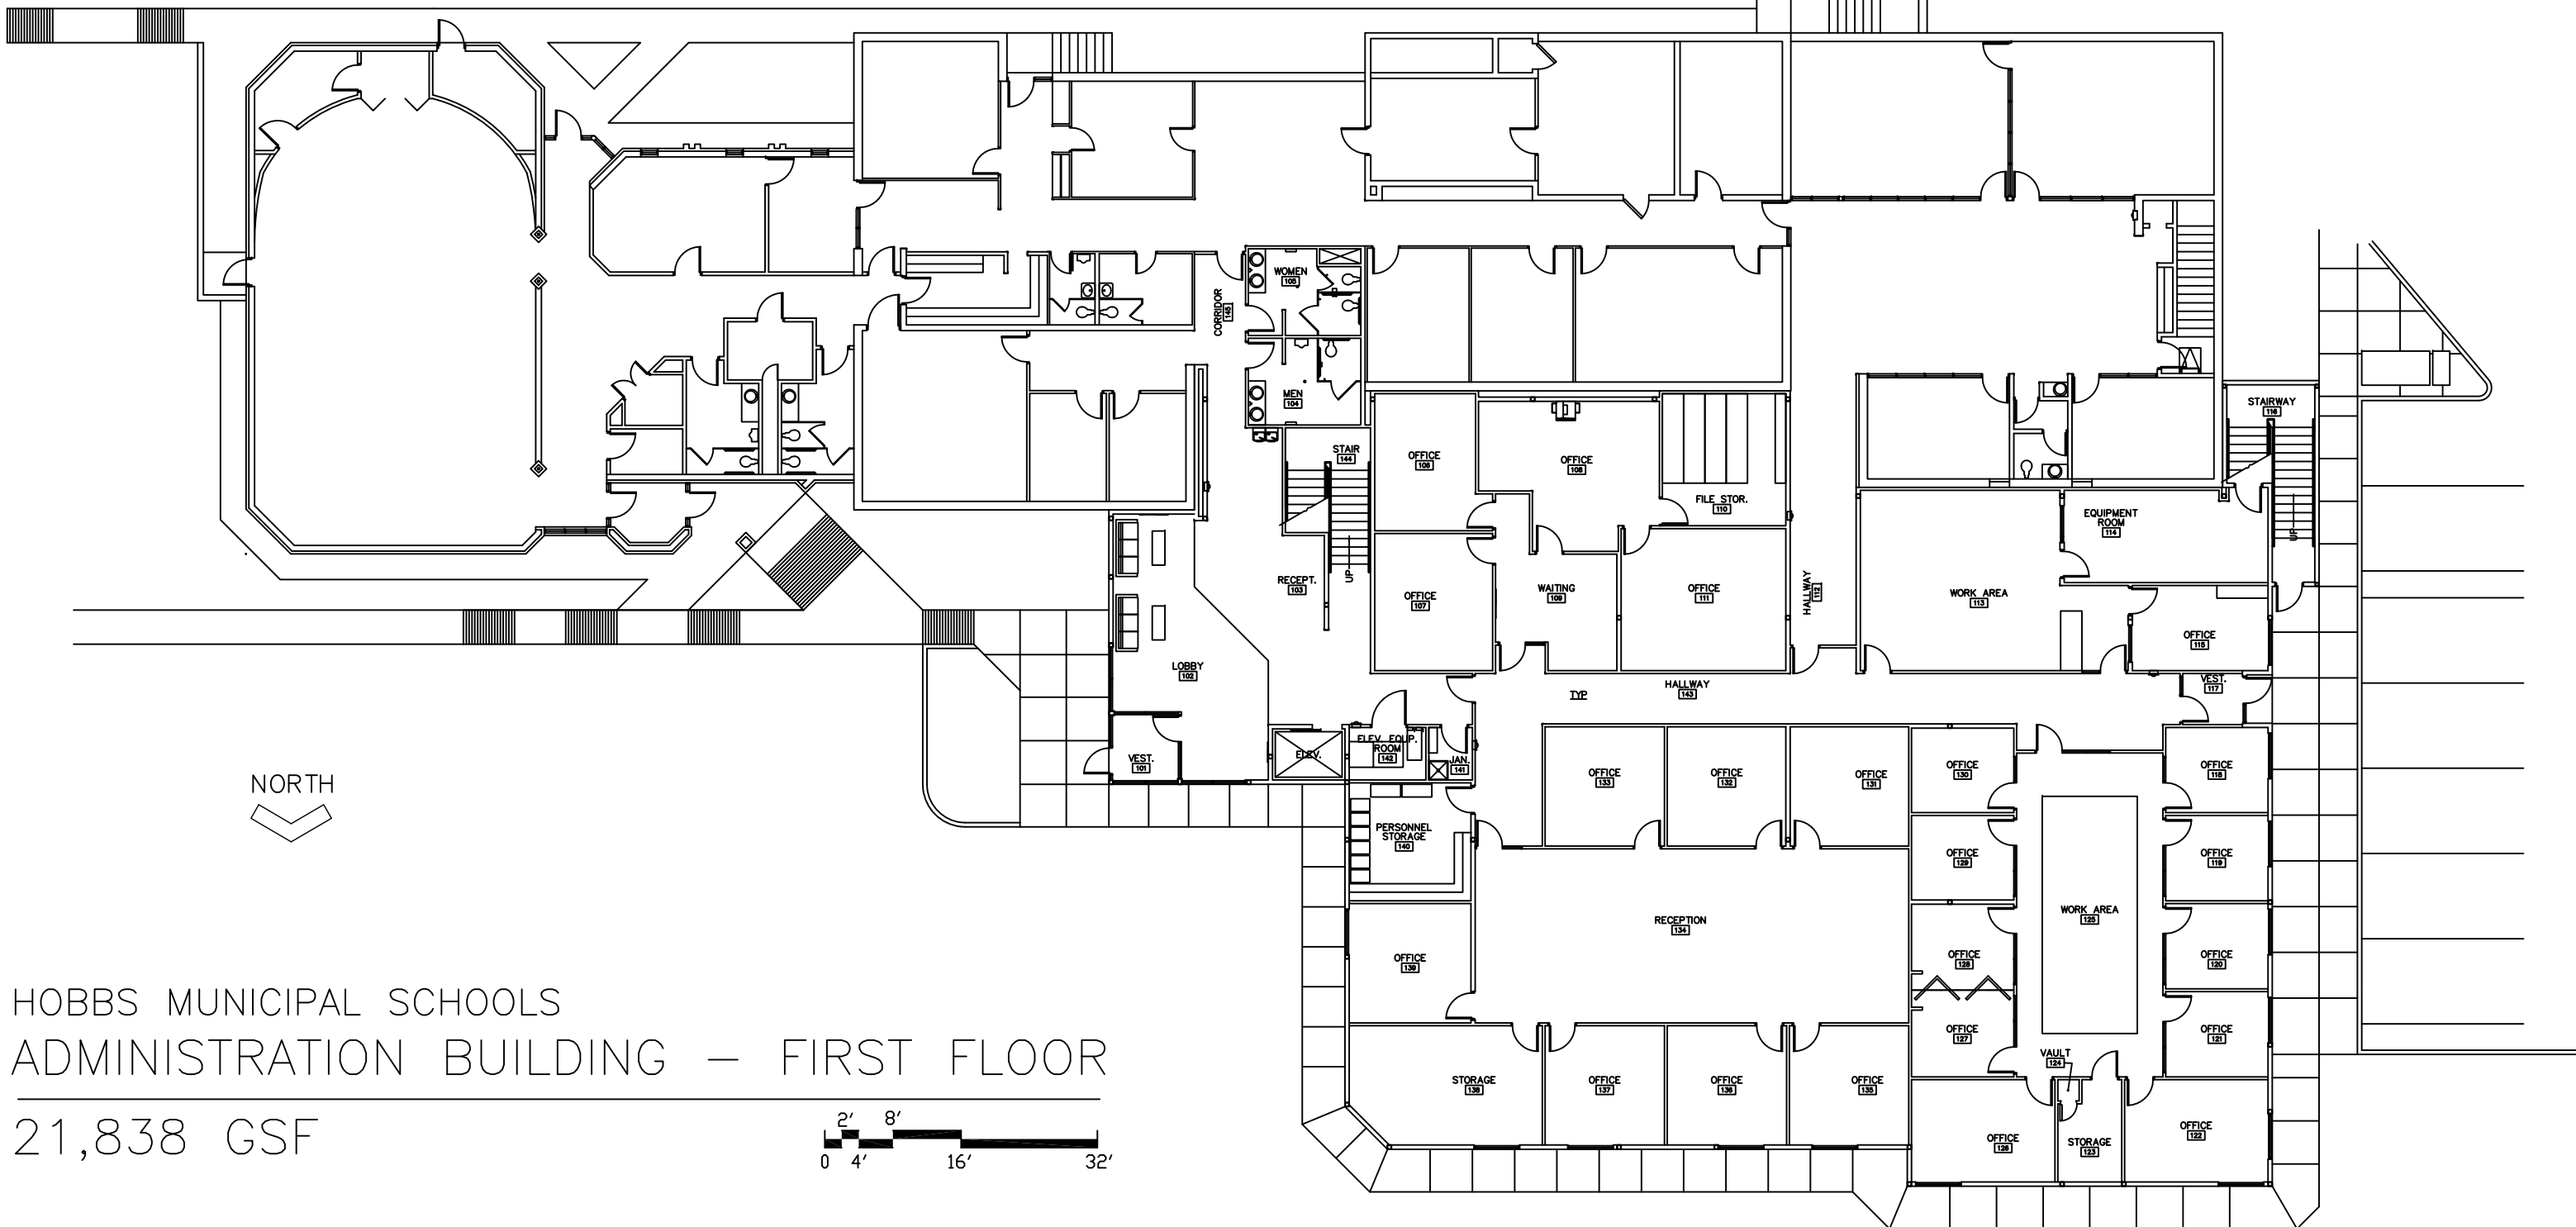 WOMEN
105
CORRIDOR
145
MEN
104
STAIR
144
UP
RECEPT.
103
LOBBY
102
VEST.
101
ELEV.
ELEV. EQUIP.
ROOM
142
JAN.
141
OFFICE
106
OFFICE
107
OFFICE
108
WAITING
109
FILE STOR.
110
OFFICE
111
HALLWAY
112
WORK AREA
113
EQUIPMENT
ROOM
114
OFFICE
115
STAIRWAY
116
UP
VEST.
117
TYP
HALLWAY
143
OFFICE
133
OFFICE
132
OFFICE
131
OFFICE
130
OFFICE
118
PERSONNEL
STORAGE
140
OFFICE
129
OFFICE
119
RECEPTION
134
WORK AREA
125
OFFICE
139
OFFICE
128
OFFICE
120
OFFICE
127
OFFICE
121
VAULT
124
STORAGE
138
OFFICE
137
OFFICE
136
OFFICE
135
OFFICE
126
STORAGE
123
OFFICE
122
NORTH
HOBBS MUNICIPAL SCHOOLS
ADMINISTRATION BUILDING – FIRST FLOOR
21,838 GSF
2' 8'
0 4' 16' 32'